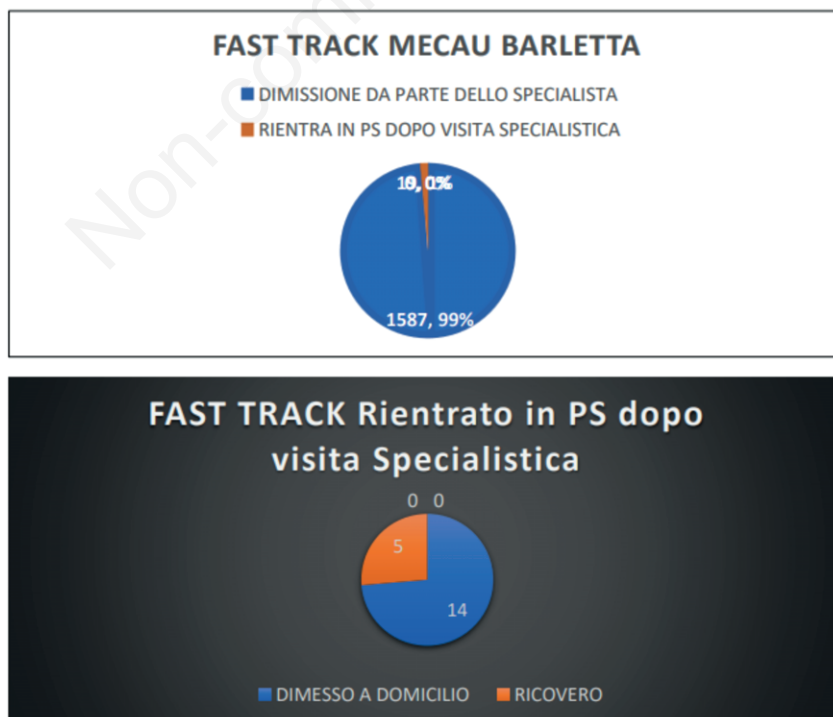 FAST TRACK MECAU BARLETTA
DIMISSIONE DA PARTE DELLO SPECIALISTA
RIENTRA IN PS DOPO VISITA SPECIALISTICA
1587, 99%
FAST TRACK Rientrato in PS dopo
visita Specialistica
0 0
5
14
DIMESSO A DOMICILIO RICOVERO